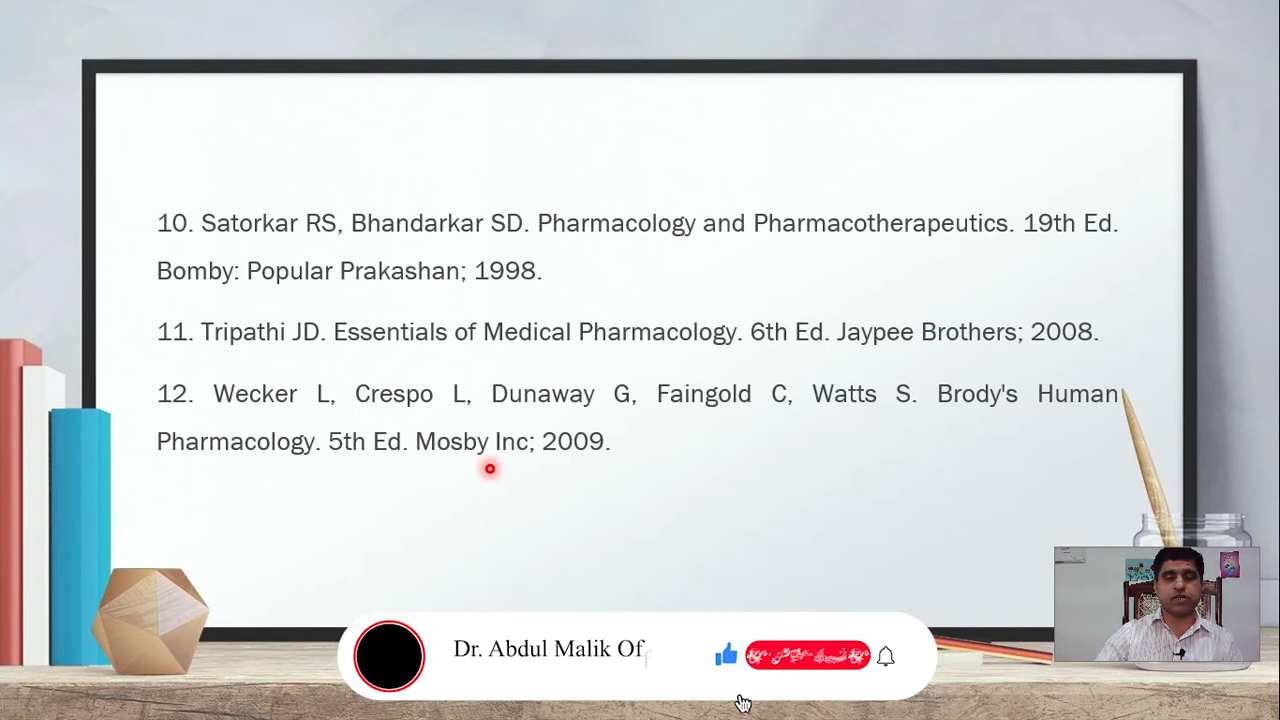 10. Satorkar RS, Bhandarkar SD. Pharmacology and Pharmacotherapeutics. 19th Ed.
Bomby: Popular Prakashan; 1998.
11. Tripathi JD. Essentials of Medical Pharmacology. 6th Ed. Jaypee Brothers; 2008.
12. Wecker L, Crespo L, Dunaway G, Faingold C, Watts S. Brody's Human
Pharmacology. 5th Ed. Mosby Inc; 2009.
Dr. Abdul Malik Off